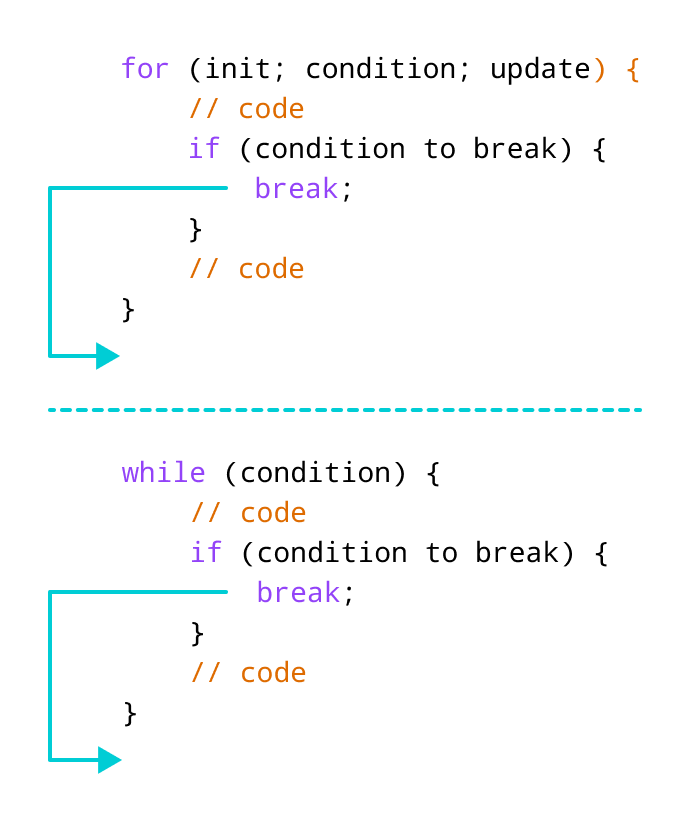 for (init; condition; update) {
// code
if (condition to break) {
break;
}
// code
}
while (condition) {
// code
if (condition to break) {
break;
}
// code
}